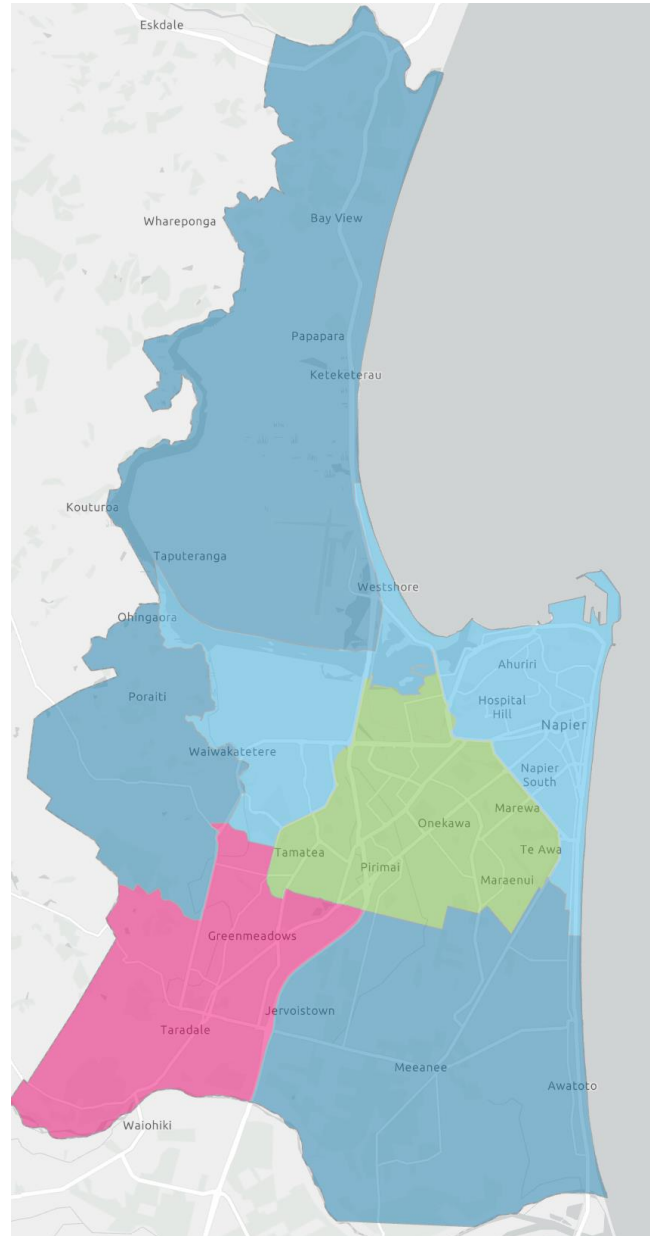 Eskdale
Whareponga
Bay View
Papapara
Keteketerau
Kouturoa
Taputeranga
Westshore
Ohingaora
Ahuriri
Poraiti
Hospital
Hill
Napier
Waiwakatetere
Napier
South
Marewa
Onekawa
Tamatea
Te Awa
Pirimai
Maraenui
Greenmeadows
Jervoistown
Taradale
Meeanee
Awatoto
Waiohiki